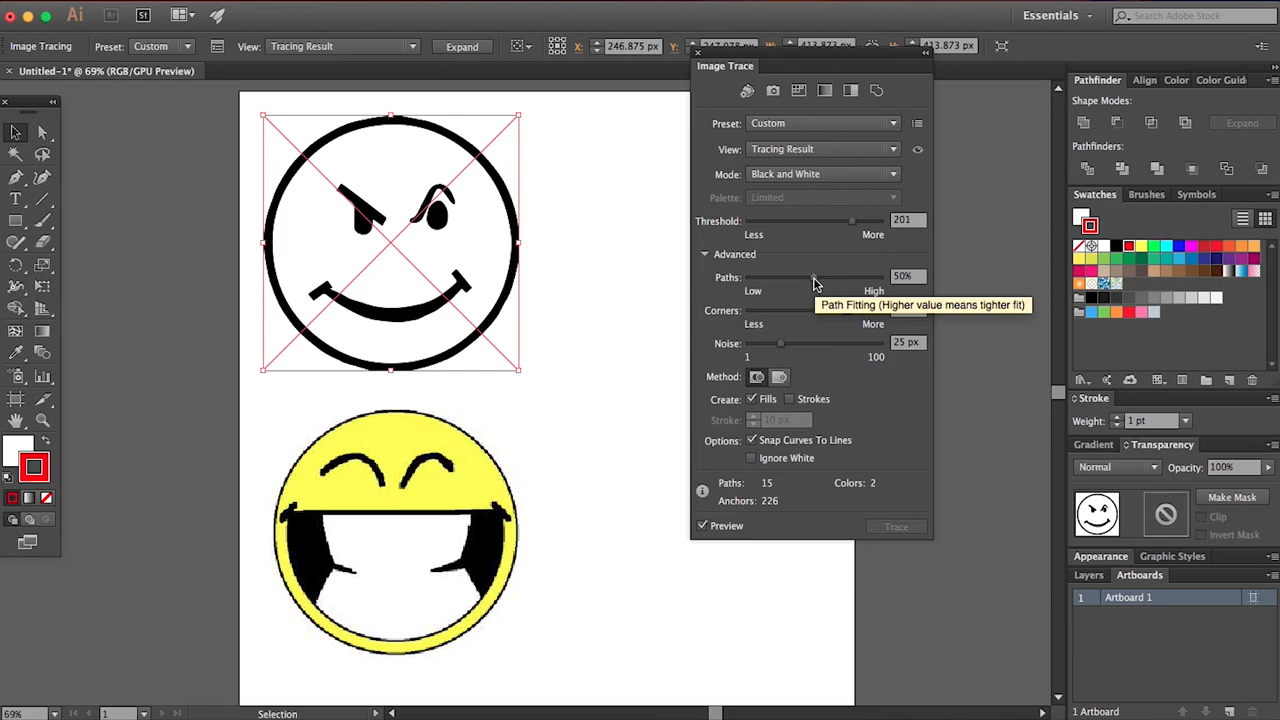 Ai Br St Essentials Search Adobe Stock
Image Tracing Preset: Custom View: Tracing Result Expand X: 246.875 px Y: 413.873 px
Untitled-1* @ 69% (RGB/GPU Preview)
Image Trace
Preset: Custom
View: Tracing Result
Mode: Black and White
Palette: Limited
Threshold: 201
Less More
Advanced
Paths: 50%
Low High
Path Fitting (Higher value means tighter fit)
Corners:
Less More
Noise: 25 px
1 100
Method:
Create: Fills Strokes
Stroke: 10 px
Options: Snap Curves To Lines
Ignore White
Paths: 15 Colors: 2
Anchors: 226
Preview Trace
Pathfinder Align Color Color Guid
Shape Modes:
Expand
Pathfinders:
Swatches Brushes Symbols
Stroke
Weight: 1 pt
Gradient Transparency
Normal Opacity: 100%
Make Mask
Clip
Invert Mask
Appearance Graphic Styles
Layers Artboards
1 Artboard 1
1 Artboard
69% 1 Selection